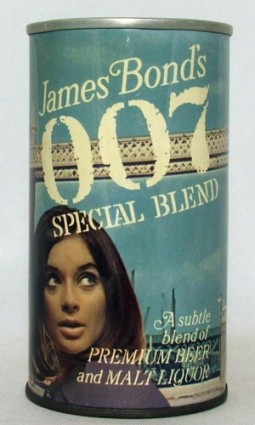 James Bond's
007
SPECIAL BLEND
A subtle
blend of
PREMIUM BEER
and MALT LIQUOR